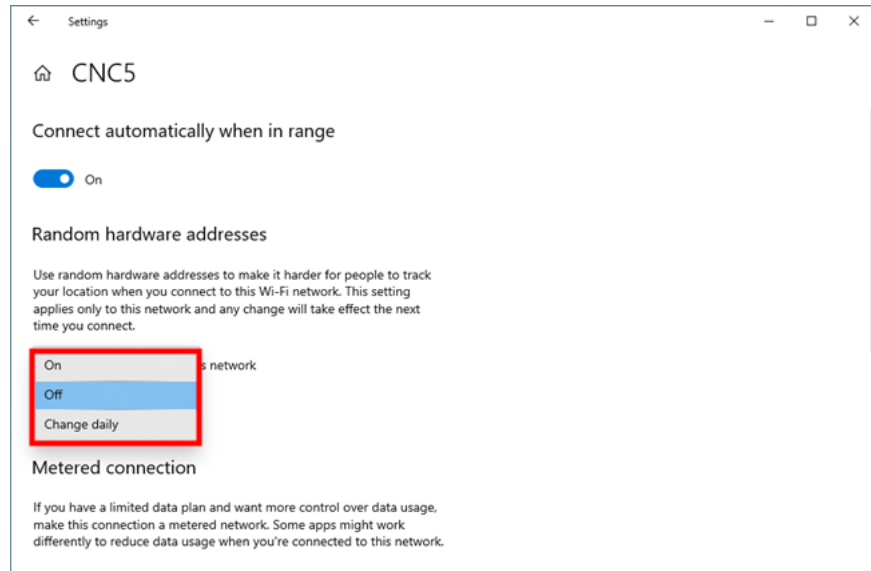 Settings
CNC5
Connect automatically when in range
On
Random hardware addresses
Use random hardware addresses to make it harder for people to track
your location when you connect to this Wi-Fi network. This setting
applies only to this network and any change will take effect the next
time you connect.
On
s network
Off
Change daily
Metered connection
If you have a limited data plan and want more control over data usage,
make this connection a metered network. Some apps might work
differently to reduce data usage when you're connected to this network.